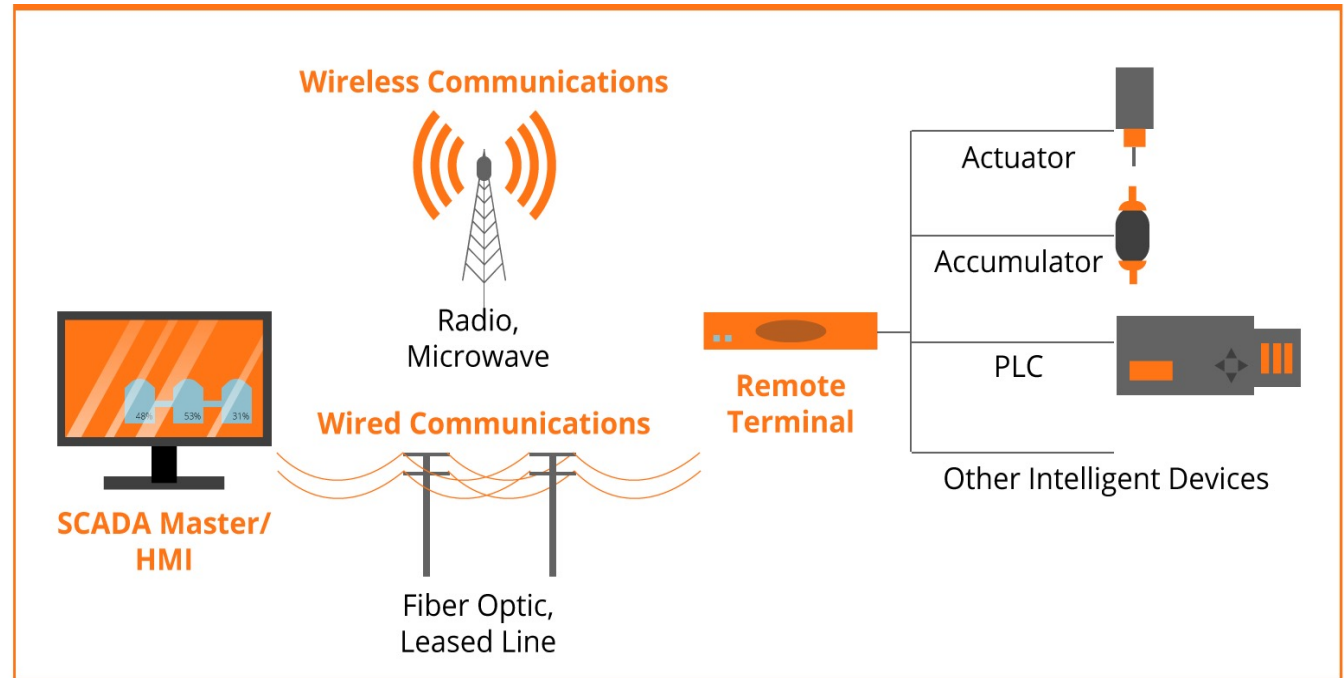 Wireless Communications
Radio,
Microwave
48%
53%
31%
SCADA Master/
HMI
Wired Communications
Fiber Optic,
Leased Line
Remote
Terminal
Actuator
Accumulator
PLC
Other Intelligent Devices